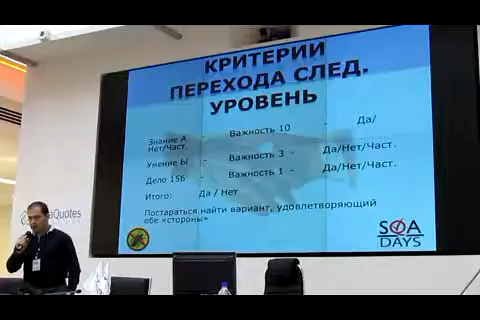 КРИТЕРИИ
ПЕРЕХОДА СЛЕД.
УРОВЕНЬ
Знание А - Важность 10 - Да/
Нет/Част.
Умение Ы - Важность 3 - Да/Нет/Част.
Дело 156 - Важность 1 - Да/Нет/Част.
Итого: Да / Нет
Постараться найти вариант, удовлетворяющий
обе «стороны»
SQA
DAYS
Quotes